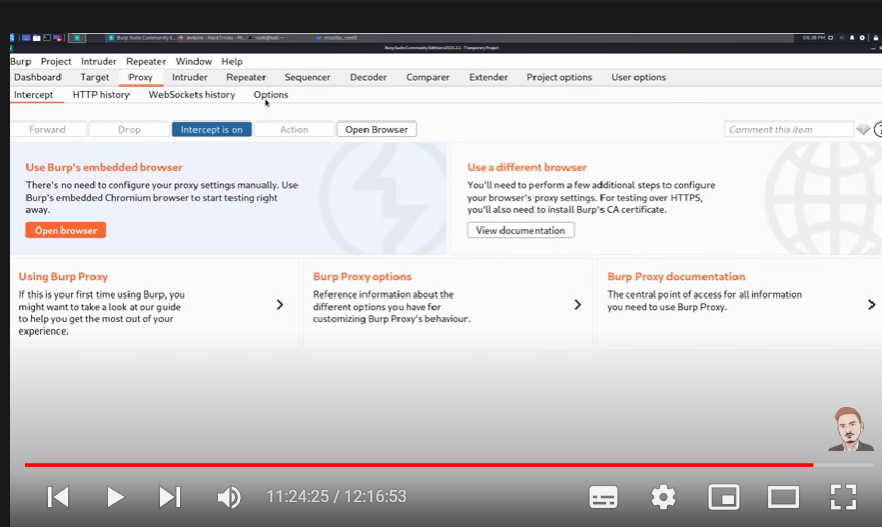 Burp Suite Community E... Jenkins - HackTricks - M... root@kali: ~ mozilla_root0 06:38 PM
Burp Suite Community Edition v2021.2.1 - Temporary Project
Burp Project Intruder Repeater Window Help
Dashboard Target Proxy Intruder Repeater Sequencer Decoder Comparer Extender Project options User options
Intercept HTTP history WebSockets history Options
Forward Drop Intercept is on Action Open Browser Comment this item ?
Use Burp's embedded browser
There's no need to configure your proxy settings manually. Use
Burp's embedded Chromium browser to start testing right
away.
Open browser
Use a different browser
You'll need to perform a few additional steps to configure
your browser's proxy settings. For testing over HTTPS,
you'll also need to install Burp's CA certificate.
View documentation
Using Burp Proxy
If this is your first time using Burp, you
might want to take a look at our guide
to help you get the most out of your
experience.
Burp Proxy options
Reference information about the
different options you have for
customizing Burp Proxy's behaviour.
Burp Proxy documentation
The central point of access for all information
you need to use Burp Proxy.
11:24:25 / 12:16:53